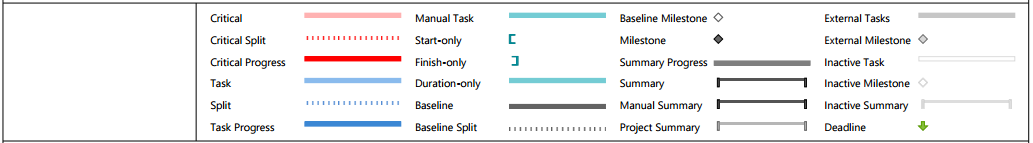 Critical
Critical Split
Critical Progress
Task
Split
Task Progress
Manual Task
Start-only
Finish-only
Duration-only
Baseline
Baseline Split
Baseline Milestone
Milestone
Summary Progress
Summary
Manual Summary
Project Summary
External Tasks
External Milestone
Inactive Task
Inactive Milestone
Inactive Summary
Deadline